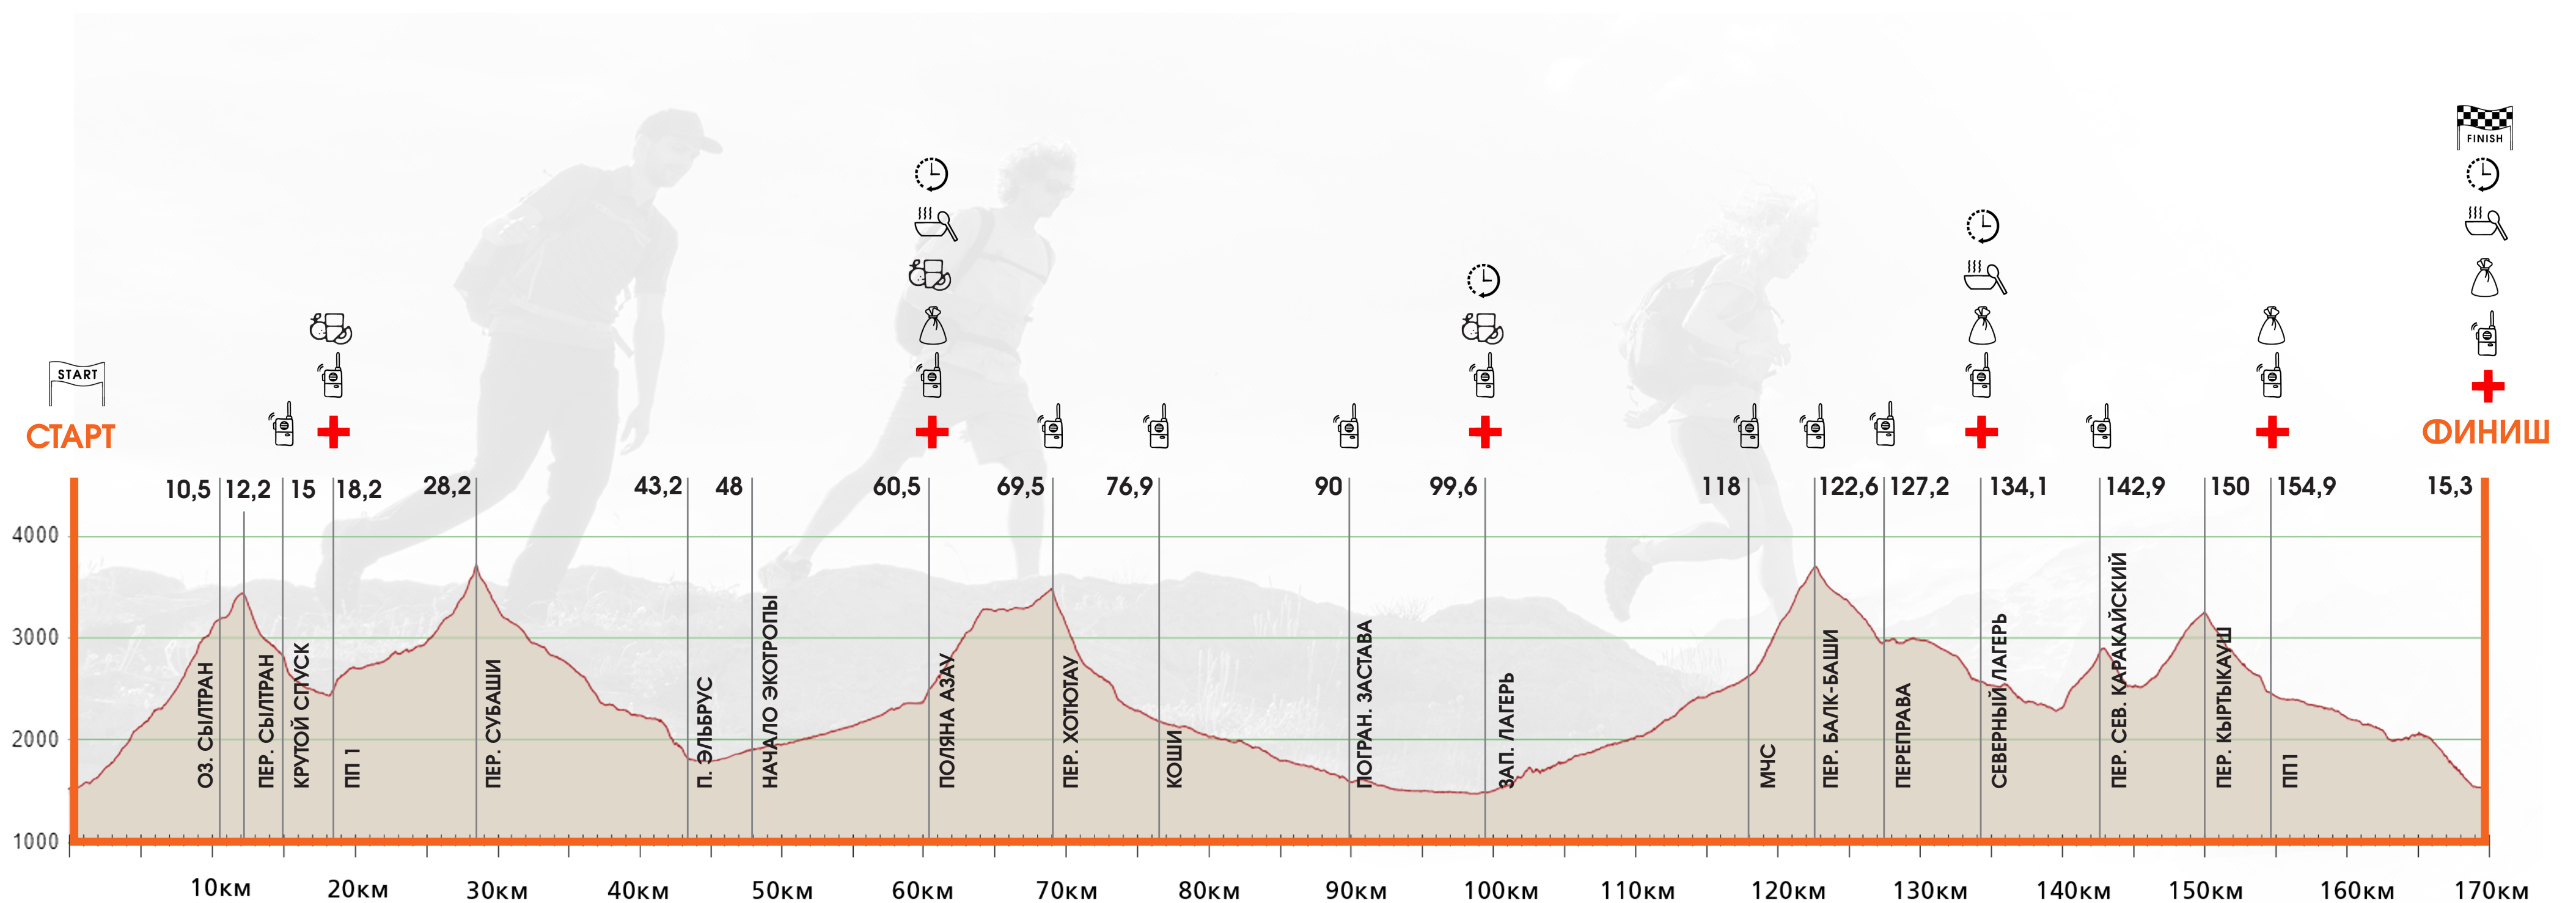 FINISH
START
СТАРТ
ФИНИШ
10,5 12,2 15 18,2 28,2 43,2 48 60,5 69,5 76,9 90 99,6 118 122,6 127,2 134,1 142,9 150 154,9 15,3
4000
3000
2000
1000
ОЗ. СЫЛТРАН
ПЕР. СЫЛТРАН
КРУТОЙ СПУСК
ПП 1
ПЕР. СУБАШИ
П. ЭЛЬБРУС
НАЧАЛО ЭКОТРОПЫ
ПОЛЯНА АЗАУ
ПЕР. ХОТЮТАУ
КОШИ
ПОГРАН. ЗАСТАВА
ЗАП. ЛАГЕРЬ
МЧС
ПЕР. БАЛК-БАШИ
ПЕРЕПРАВА
СЕВЕРНЫЙ ЛАГЕРЬ
ПЕР. СЕВ. КАРАКАЙСКИЙ
ПЕР. КЫРТЫКАУШ
ПП1
10км 20км 30км 40км 50км 60км 70км 80км 90км 100км 110км 120км 130км 140км 150км 160км 170км